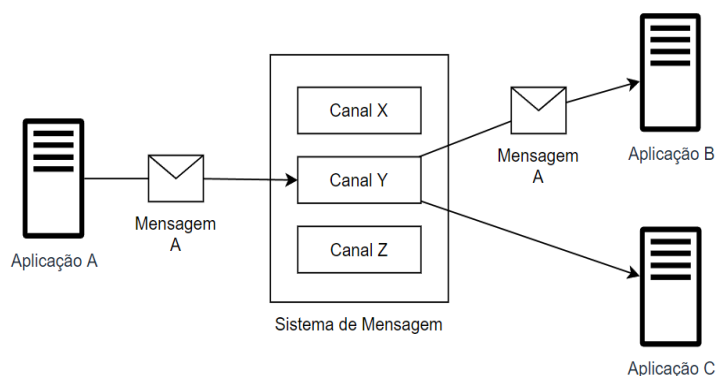 Canal X
Mensagem
A
Aplicação B
Canal Y
Mensagem
A
Aplicação A
Canal Z
Sistema de Mensagem
Aplicação C